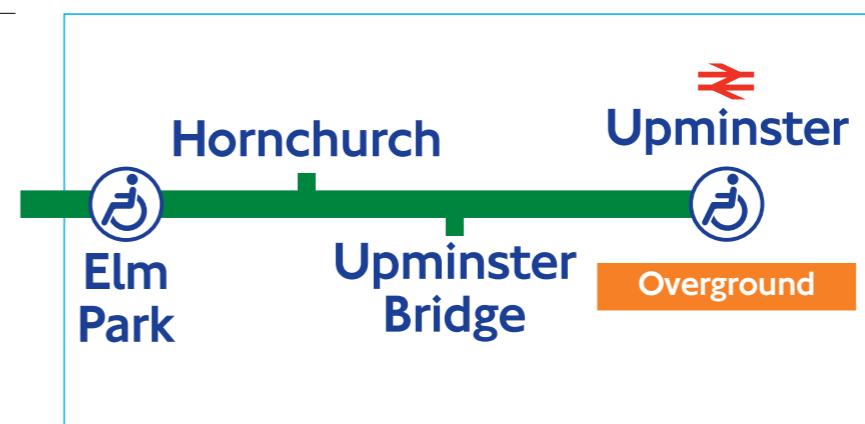 Hornchurch
Upminster
Elm
Park
Upminster
Bridge
Overground